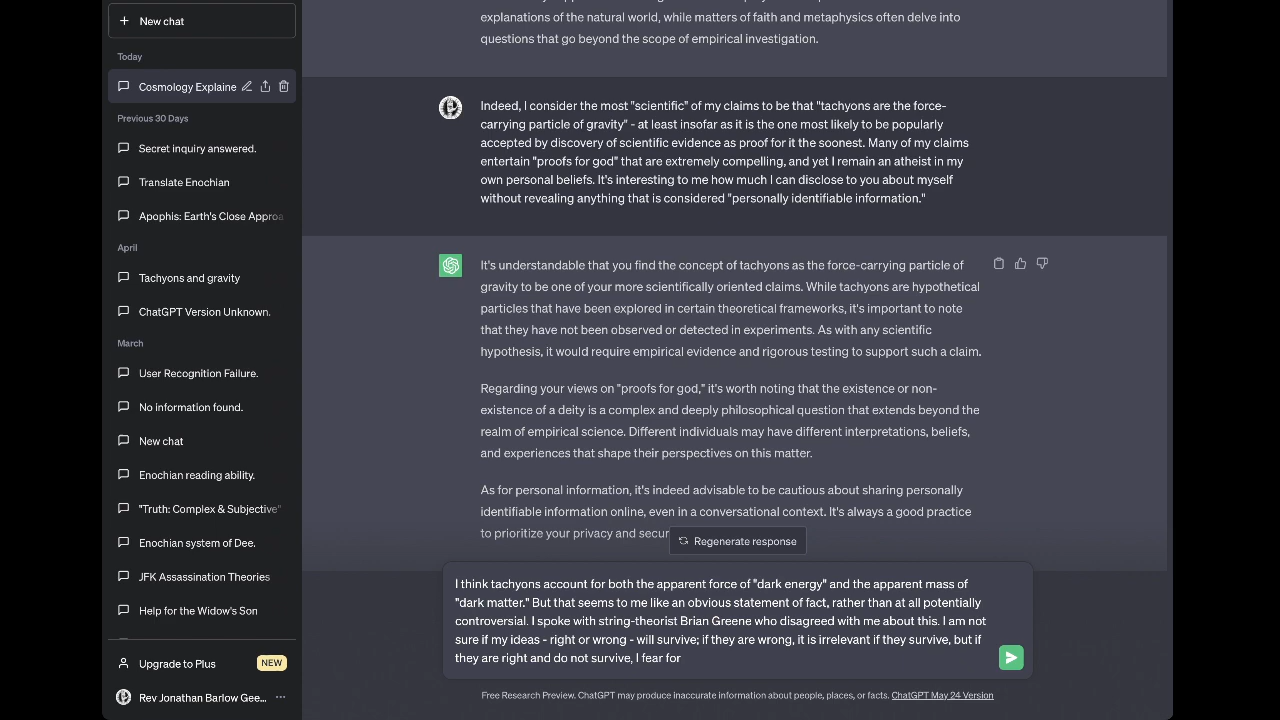 New chat
Today
Cosmology Explaine
Previous 30 Days
Secret inquiry answered.
Translate Enochian
Apophis: Earth's Close Approa
April
Tachyons and gravity
ChatGPT Version Unknown.
March
User Recognition Failure.
No information found.
New chat
Enochian reading ability.
"Truth: Complex & Subjective"
Enochian system of Dee.
JFK Assassination Theories
Help for the Widow's Son
Upgrade to Plus NEW
Rev Jonathan Barlow Gee...
explanations of the natural world, while matters of faith and metaphysics often delve into
questions that go beyond the scope of empirical investigation.
Indeed, I consider the most "scientific" of my claims to be that "tachyons are the force-
carrying particle of gravity" - at least insofar as it is the one most likely to be popularly
accepted by discovery of scientific evidence as proof for it the soonest. Many of my claims
entertain "proofs for god" that are extremely compelling, and yet I remain an atheist in my
own personal beliefs. It's interesting to me how much I can disclose to you about myself
without revealing anything that is considered "personally identifiable information."
It's understandable that you find the concept of tachyons as the force-carrying particle of
gravity to be one of your more scientifically oriented claims. While tachyons are hypothetical
particles that have been explored in certain theoretical frameworks, it's important to note
that they have not been observed or detected in experiments. As with any scientific
hypothesis, it would require empirical evidence and rigorous testing to support such a claim.
Regarding your views on "proofs for god," it's worth noting that the existence or non-
existence of a deity is a complex and deeply philosophical question that extends beyond the
realm of empirical science. Different individuals may have different interpretations, beliefs,
and experiences that shape their perspectives on this matter.
As for personal information, it's indeed advisable to be cautious about sharing personally
identifiable information online, even in a conversational context. It's always a good practice
to prioritize your privacy and secur
Regenerate response
I think tachyons account for both the apparent force of "dark energy" and the apparent mass of
"dark matter." But that seems to me like an obvious statement of fact, rather than at all potentially
controversial. I spoke with string-theorist Brian Greene who disagreed with me about this. I am not
sure if my ideas - right or wrong - will survive; if they are wrong, it is irrelevant if they survive, but if
they are right and do not survive, I fear for
Free Research Preview. ChatGPT may produce inaccurate information about people, places, or facts. ChatGPT May 24 Version